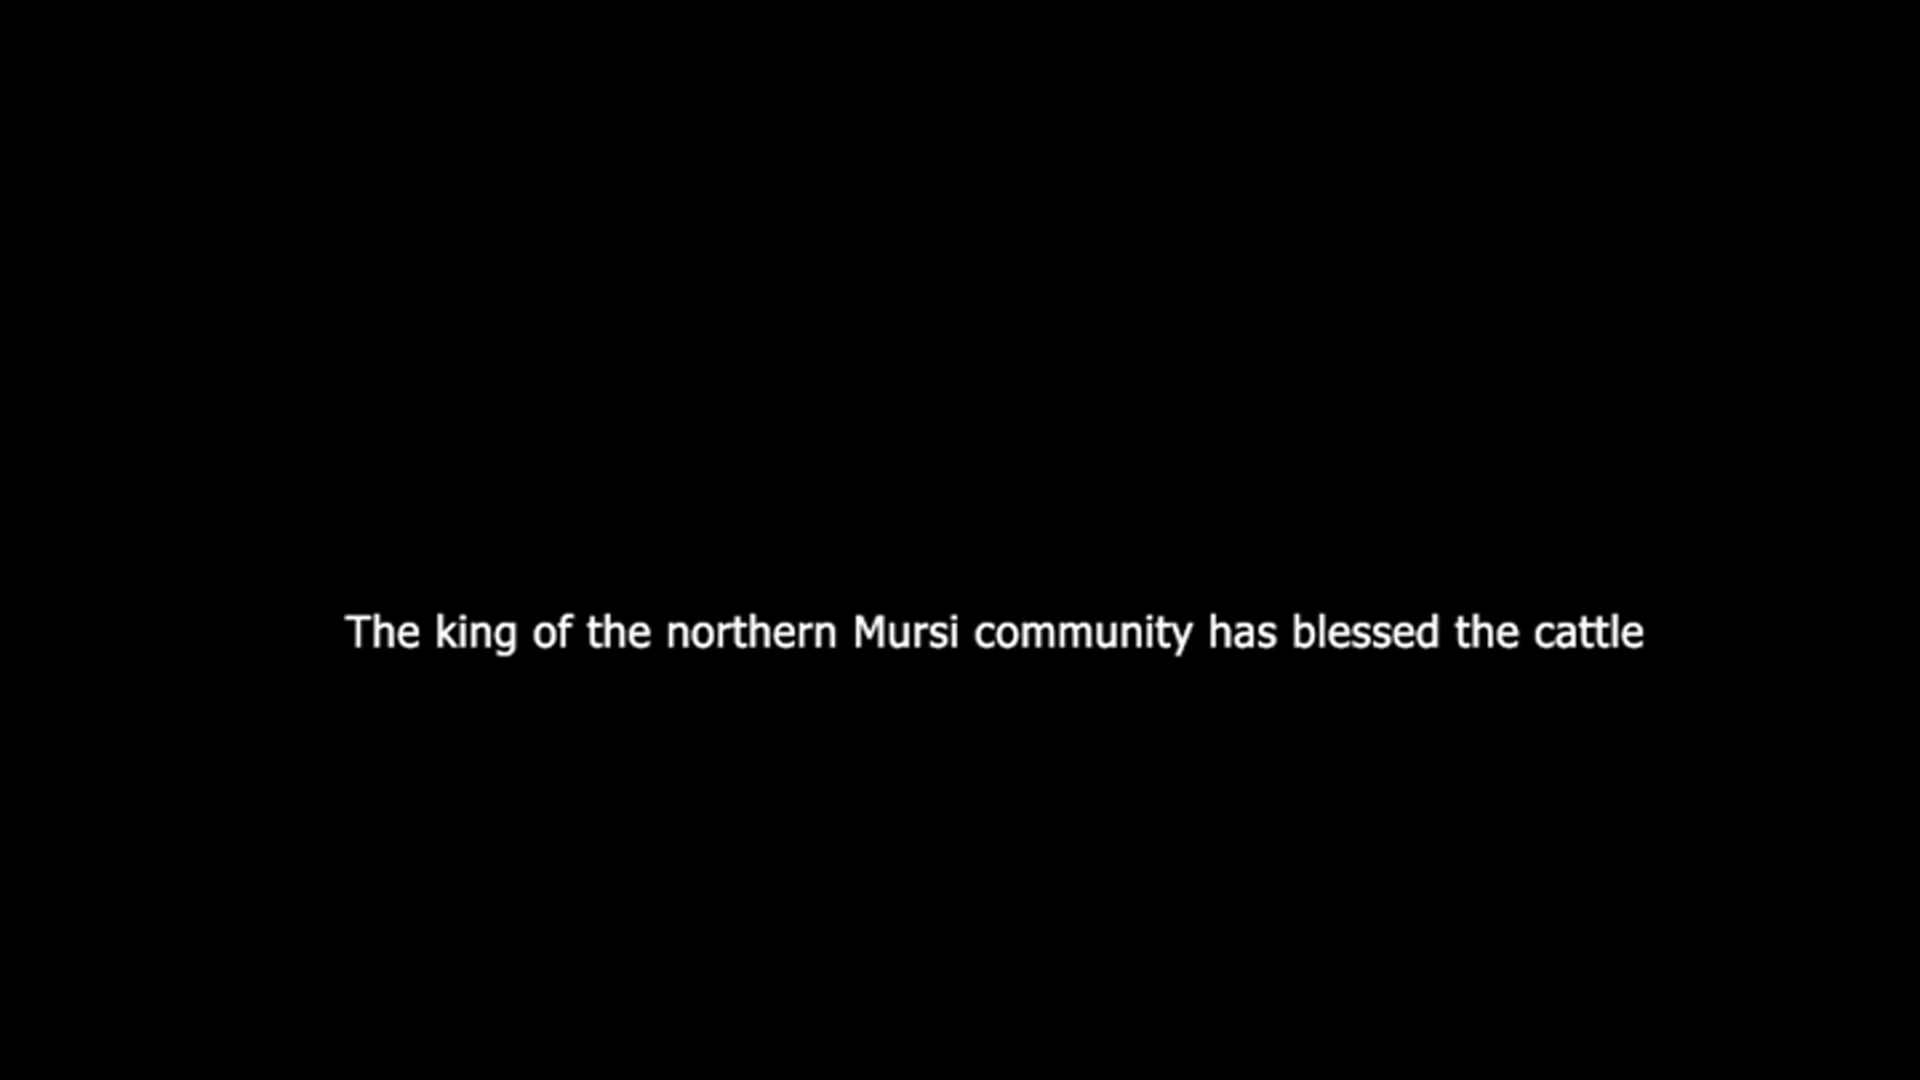 The king of the northern Mursi community has blessed the cattle